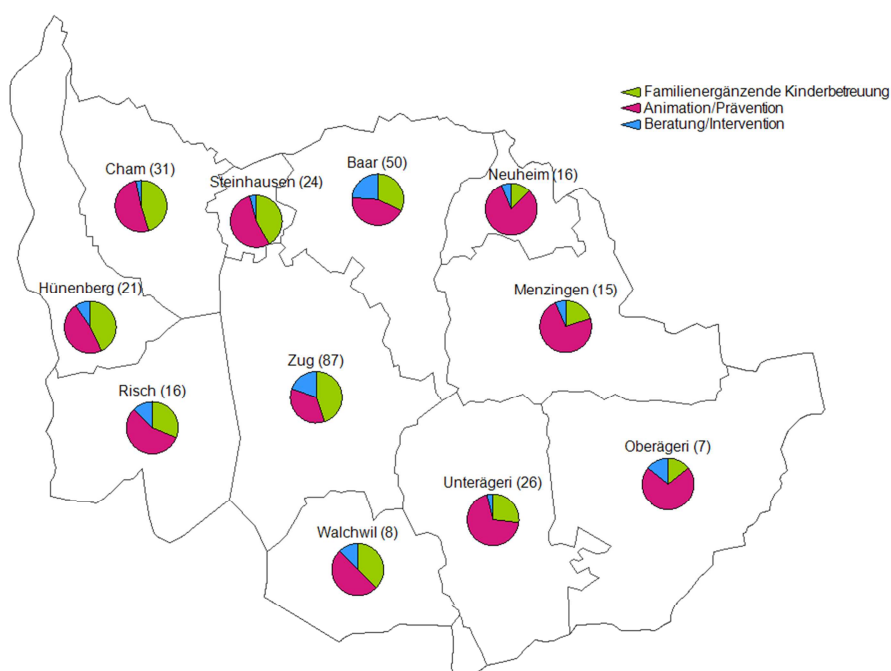 Familienergänzende Kinderbetreuung
Animation/Prävention
Beratung/Intervention
Cham (31)
Steinhausen (24)
Baar (50)
Neuheim (16)
Hünenberg (21)
Menzingen (15)
Zug (87)
Risch (16)
Oberägeri (7)
Unterägeri (26)
Walchwil (8)